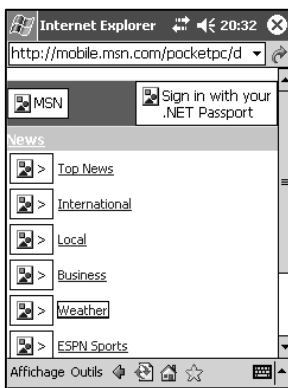 Internet Explorer 20:32
http://mobile.msn.com/pocketpc/d
MSN
Sign in with your
.NET Passport
News
> Top News
> International
> Local
> Business
> Weather
> ESPN Sports
Affichage Outils